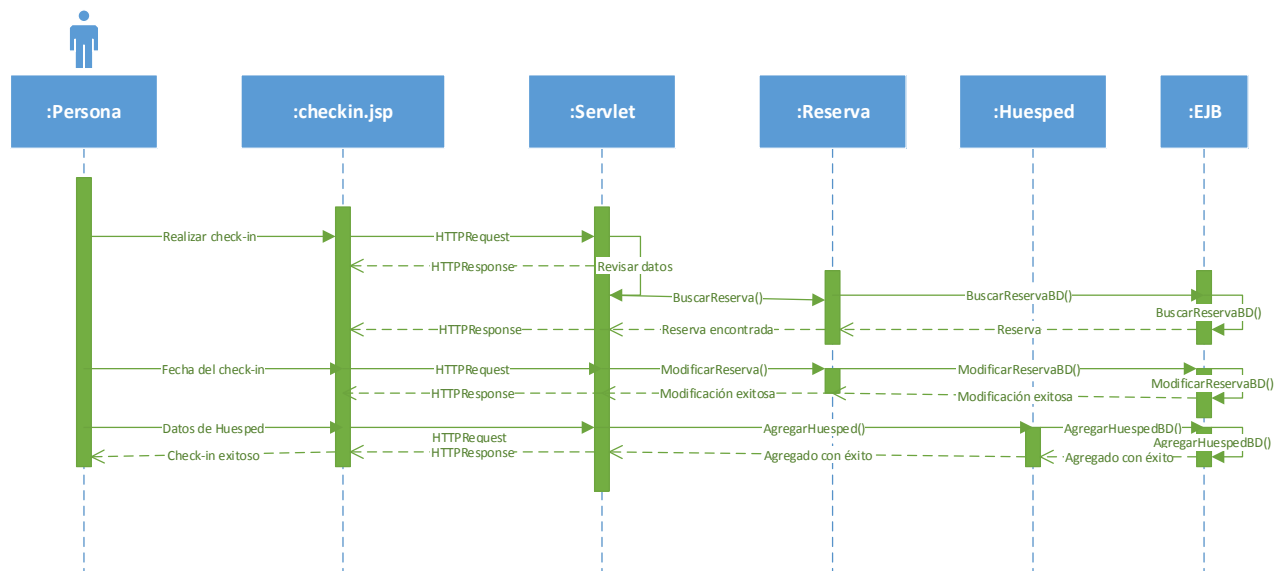 :Persona
:checkin.jsp
:Servlet
:Reserva
:Huesped
:EJB
Realizar check-in
HTTPRequest
HTTPResponse
Revisar datos
BuscarReserva()
BuscarReservaBD()
BuscarReservaBD()
HTTPResponse
Reserva encontrada
Reserva
Fecha del check-in
HTTPRequest
ModificarReserva()
ModificarReservaBD()
ModificarReservaBD()
HTTPResponse
Modificación exitosa
Modificación exitosa
Datos de Huesped
HTTPRequest
AgregarHuesped()
AgregarHuespedBD()
AgregarHuespedBD()
Check-in exitoso
HTTPResponse
Agregado con éxito
Agregado con éxito